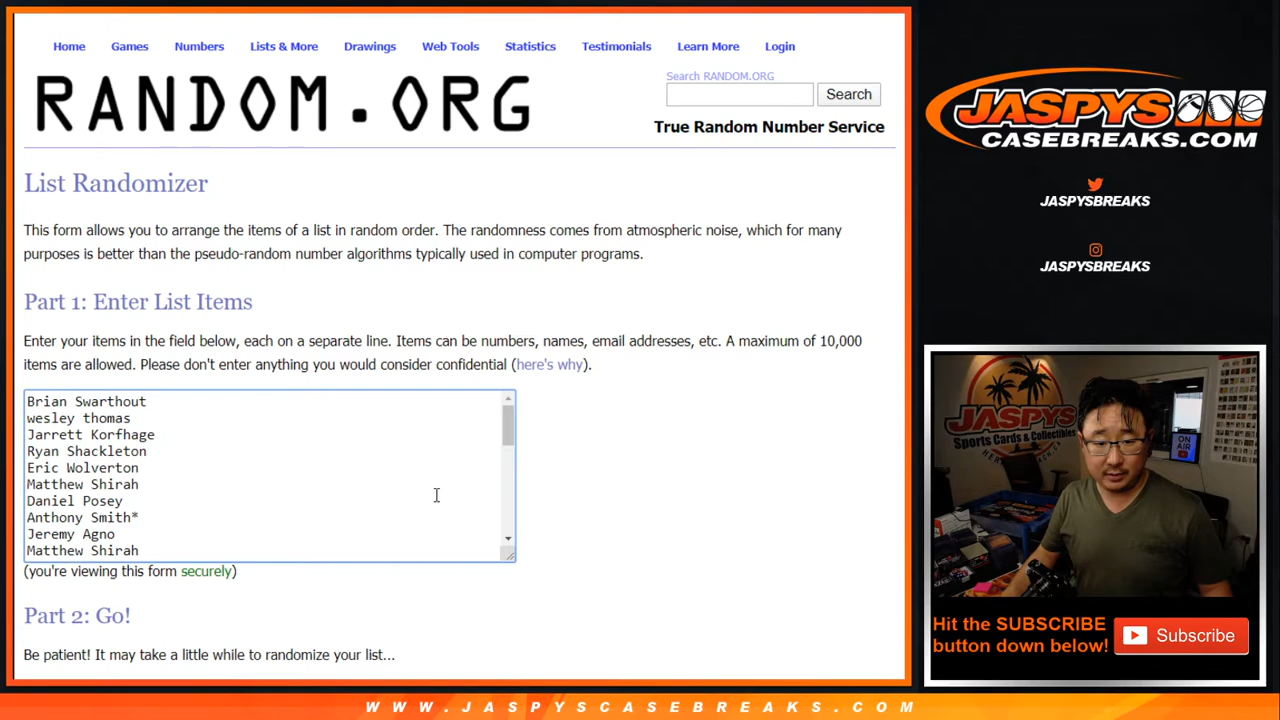 Home Games Numbers Lists & More Drawings Web Tools Statistics Testimonials Learn More Login
RANDOM.ORG
Search RANDOM.ORG
Search
True Random Number Service
List Randomizer
This form allows you to arrange the items of a list in random order. The randomness comes from atmospheric noise, which for many
purposes is better than the pseudo-random number algorithms typically used in computer programs.
Part 1: Enter List Items
Enter your items in the field below, each on a separate line. Items can be numbers, names, email addresses, etc. A maximum of 10,000
items are allowed. Please don't enter anything you would consider confidential (here's why).
Brian Swarthout
wesley thomas
Jarrett Korfhage
Ryan Shackleton
Eric Wolverton
Matthew Shirah
Daniel Posey
Anthony Smith*
Jeremy Agno
Matthew Shirah
(you're viewing this form securely)
Part 2: Go!
Be patient! It may take a little while to randomize your list...
JASPYS
CASEBREAKS.COM
JASPYSBREAKS
JASPYSBREAKS
JASPYS
Sports Cards & Collectibles
ON
AIR
Hit the SUBSCRIBE
button down below!
Subscribe
WWW.JASPYSCASEBREAKS.COM